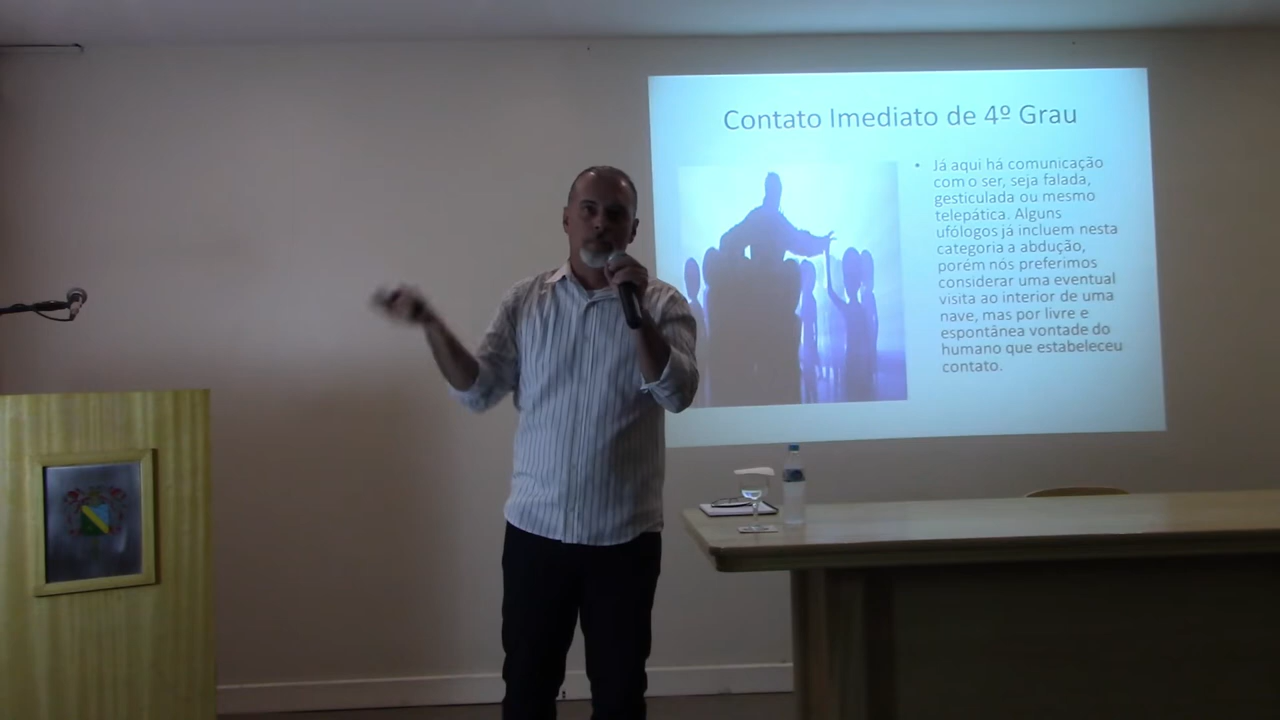 Contato Imediato de 4º Grau
• Já aqui há comunicação
com o ser, seja falada,
gesticulada ou mesmo
telepática. Alguns
ufólogos já incluem nesta
categoria a abdução,
porém nós preferimos
considerar uma eventual
visita ao interior de uma
nave, mas por livre e
espontânea vontade do
humano que estabeleceu
contato.